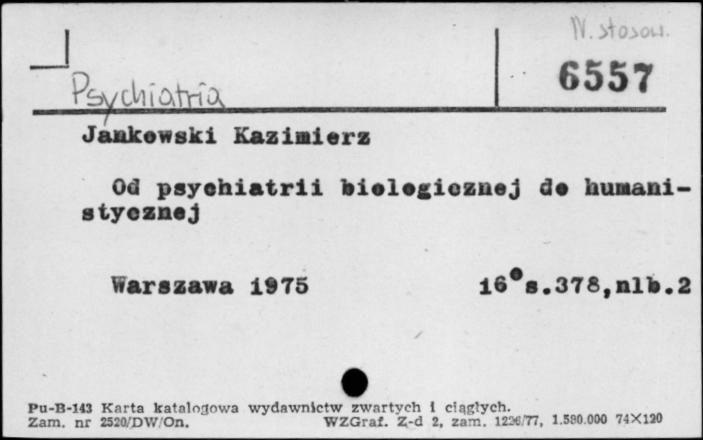 N. stosow.
6557
Psychiatria
Jankowski Kazimierz
Od psychiatrii biologicznej do humani-
stycznej
Warszawa 1975 16° s.378,nlb.2
Pu-B-143 Karta katalogowa wydawnictw zwartych i ciągłych.
Zam. nr 2520/DW/On. WZGraf. Z-d 2, zam. 1226/77, 1.580.000 74X120